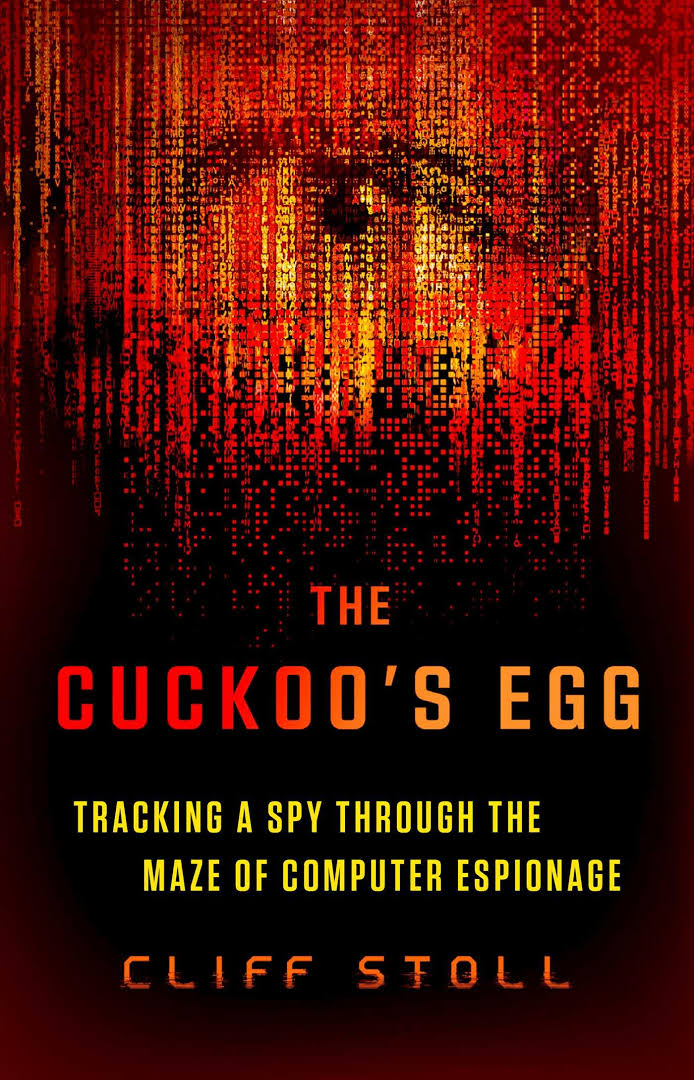 THE
CUCKOO'S EGG
TRACKING A SPY THROUGH THE
MAZE OF COMPUTER ESPIONAGE
CLIFF STOLL